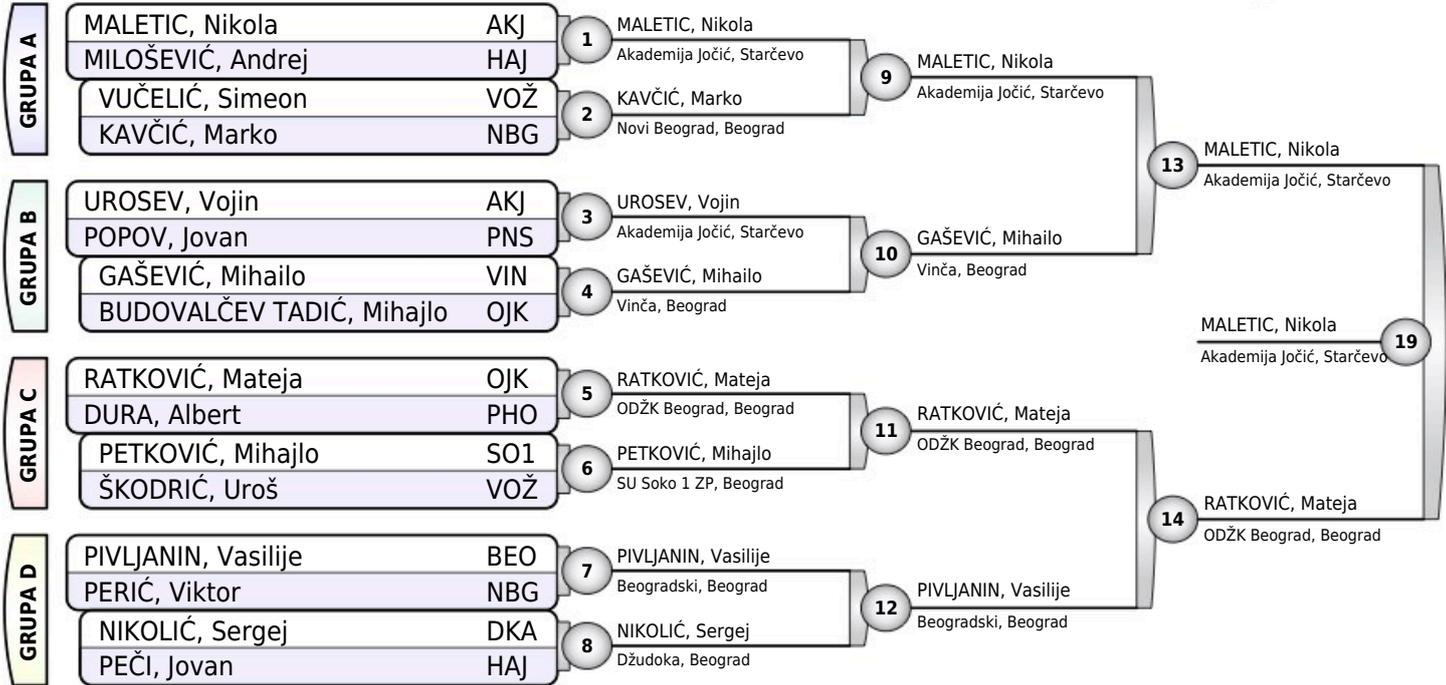 GRUPA A
MALETIC, Nikola AKJ
MILOŠEVIĆ, Andrej HAJ
VUČELIĆ, Simeon VOŽ
KAVČIĆ, Marko NBG
GRUPA B
UROSEV, Vojin AKJ
POPOV, Jovan PNS
GAŠEVIĆ, Mihailo VIN
BUDOVALČEV TADIĆ, Mihajlo OJK
GRUPA C
RATKOVIĆ, Mateja OJK
DURA, Albert PHO
PETKOVIĆ, Mihajlo SO1
ŠKODRIĆ, Uroš VOŽ
GRUPA D
PIVLJANIN, Vasilije BEO
PERIĆ, Viktor NBG
NIKOLIĆ, Sergej DKA
PEČI, Jovan HAJ
1
MALETIC, Nikola
Akademija Jočić, Starčevo
2
KAVČIĆ, Marko
Novi Beograd, Beograd
3
UROSEV, Vojin
Akademija Jočić, Starčevo
4
GAŠEVIĆ, Mihailo
Vinča, Beograd
5
RATKOVIĆ, Mateja
ODŽK Beograd, Beograd
6
PETKOVIĆ, Mihajlo
SU Soko 1 ZP, Beograd
7
PIVLJANIN, Vasilije
Beogradski, Beograd
8
NIKOLIĆ, Sergej
Džudoka, Beograd
9
MALETIC, Nikola
Akademija Jočić, Starčevo
10
GAŠEVIĆ, Mihailo
Vinča, Beograd
11
RATKOVIĆ, Mateja
ODŽK Beograd, Beograd
12
PIVLJANIN, Vasilije
Beogradski, Beograd
13
MALETIC, Nikola
Akademija Jočić, Starčevo
14
RATKOVIĆ, Mateja
ODŽK Beograd, Beograd
MALETIC, Nikola
Akademija Jočić, Starčevo
19